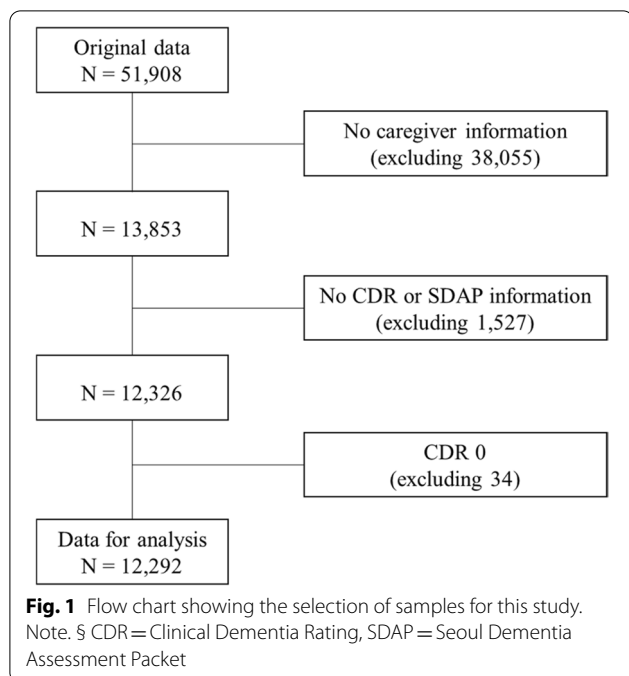 Original data
N = 51,908
No caregiver information
(excluding 38,055)
N = 13,853
No CDR or SDAP information
(excluding 1,527)
N = 12,326
CDR 0
(excluding 34)
Data for analysis
N = 12,292
Fig. 1 Flow chart showing the selection of samples for this study.
Note. § CDR = Clinical Dementia Rating, SDAP = Seoul Dementia
Assessment Packet